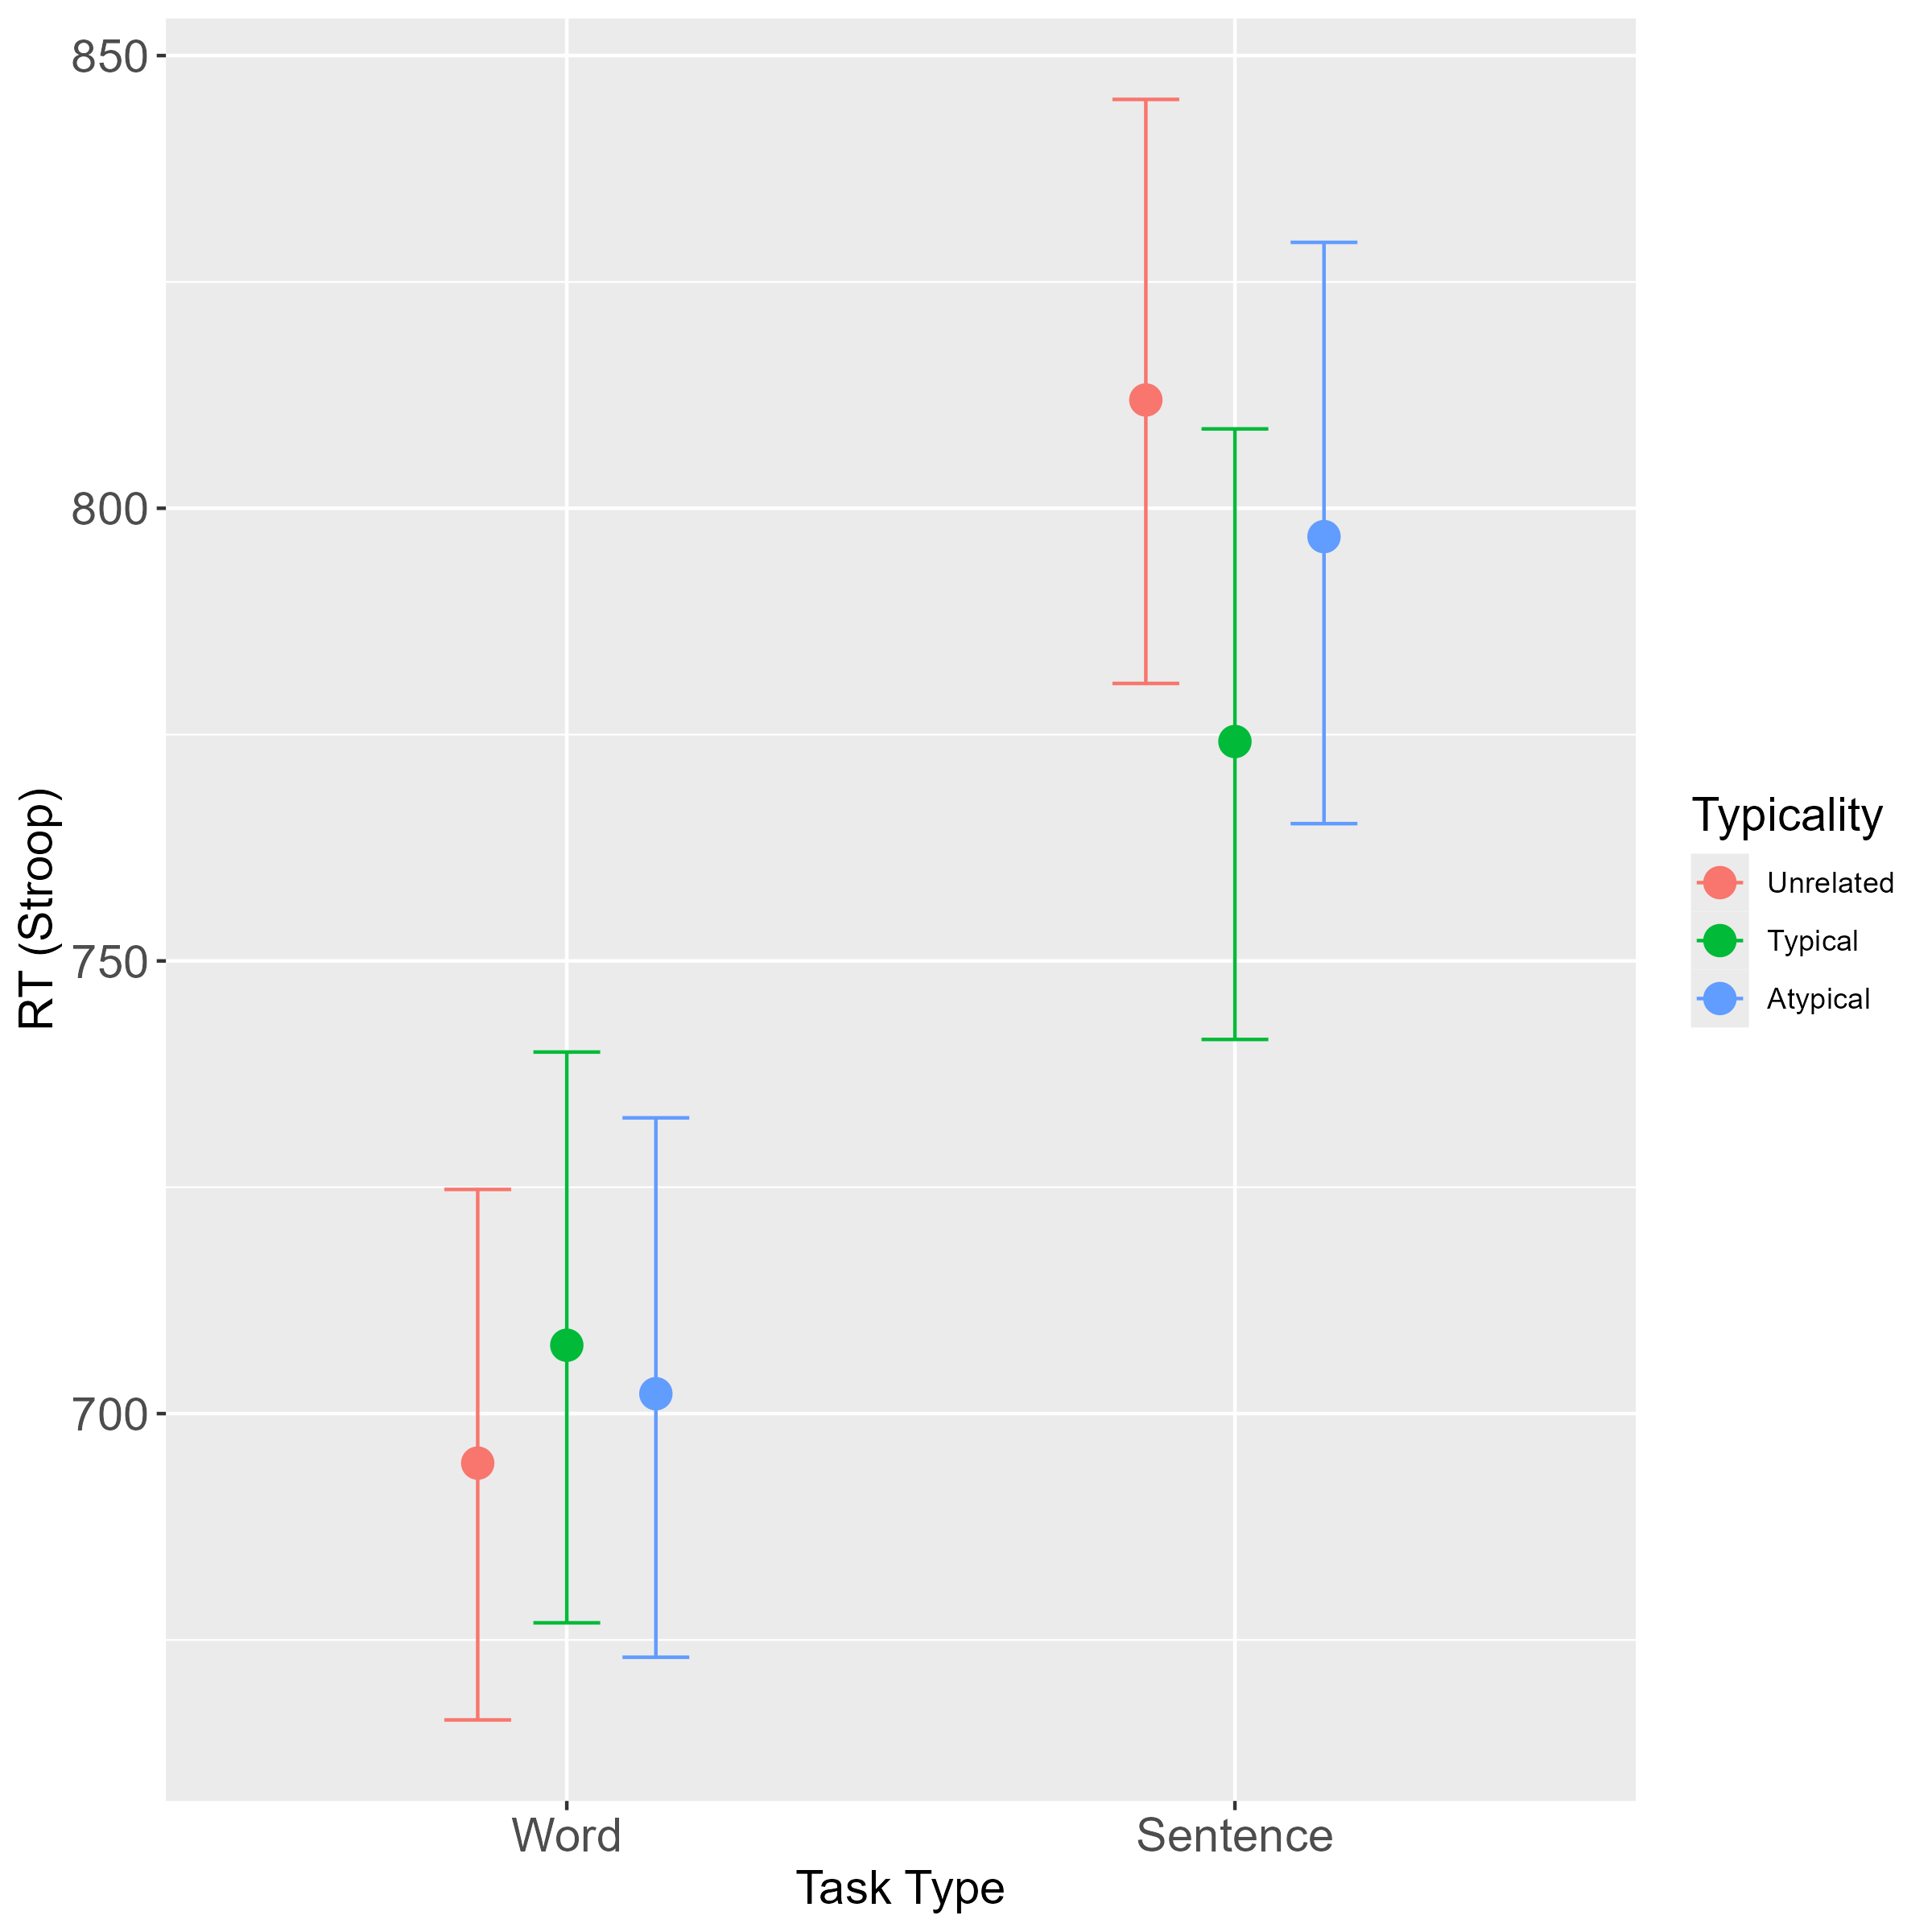 850
800
750
700
RT (Stroop)
Word
Sentence
Task Type
Typicality
Unrelated
Typical
Atypical